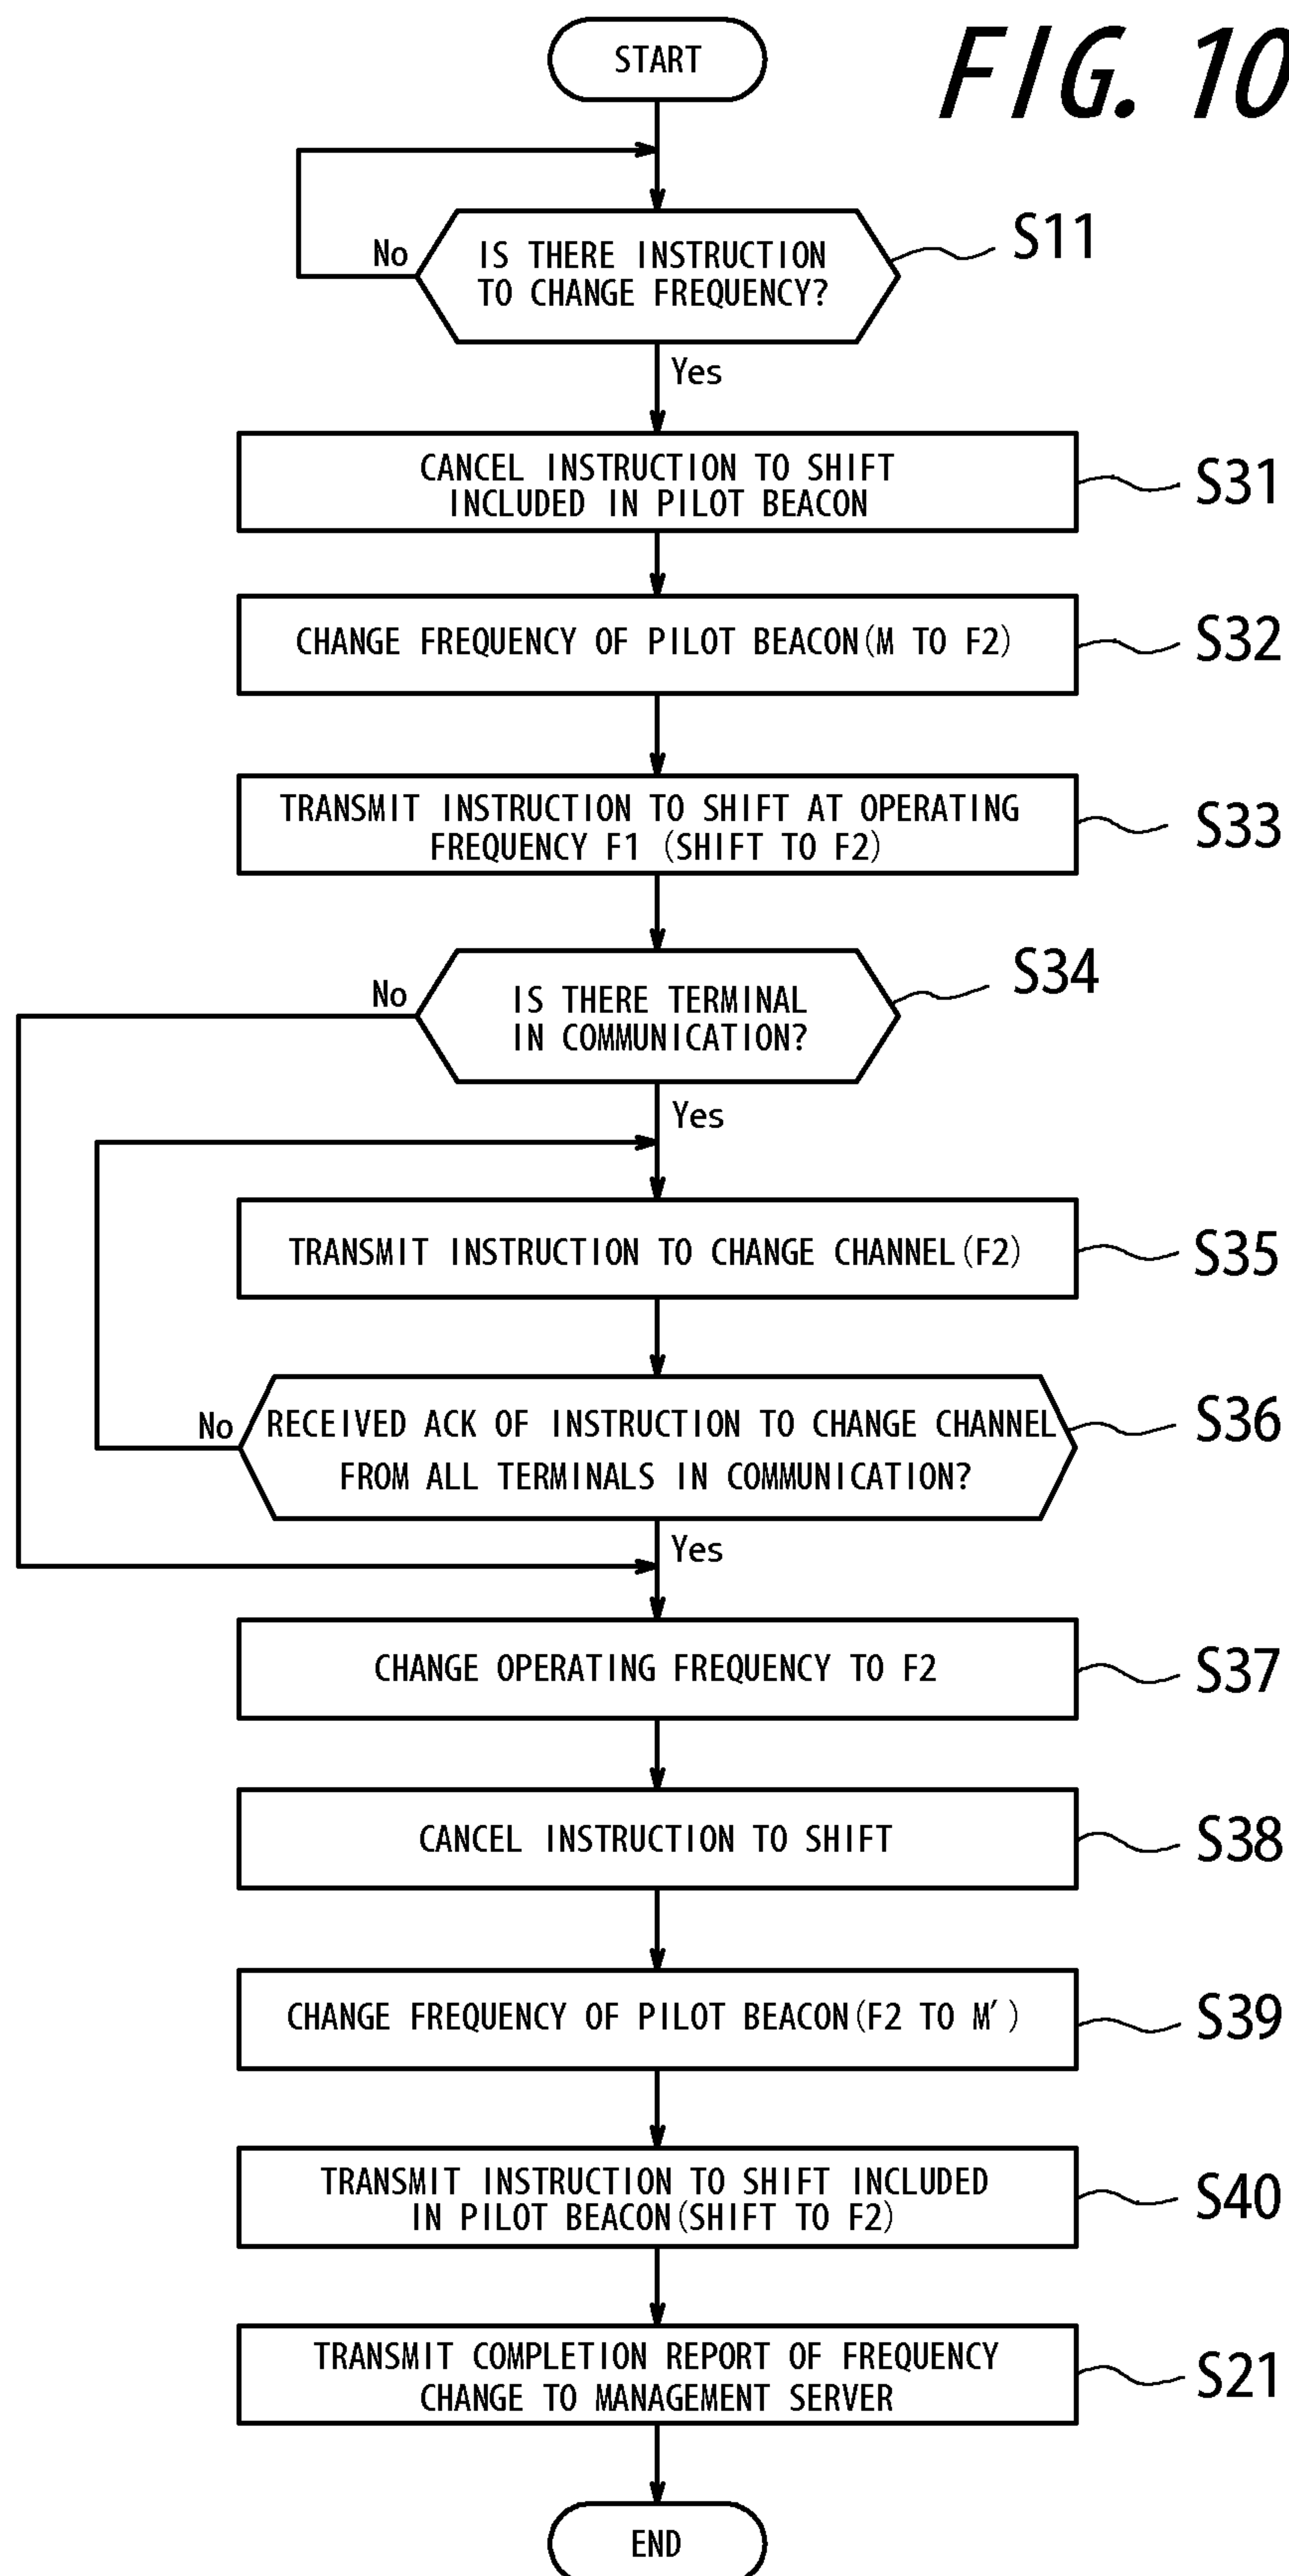 FIG. 10
START
No
IS THERE INSTRUCTION
TO CHANGE FREQUENCY?
S11
Yes
CANCEL INSTRUCTION TO SHIFT
INCLUDED IN PILOT BEACON
S31
CHANGE FREQUENCY OF PILOT BEACON(M TO F2)
S32
TRANSMIT INSTRUCTION TO SHIFT AT OPERATING
FREQUENCY F1 (SHIFT TO F2)
S33
No
IS THERE TERMINAL
IN COMMUNICATION?
S34
Yes
TRANSMIT INSTRUCTION TO CHANGE CHANNEL(F2)
S35
No
RECEIVED ACK OF INSTRUCTION TO CHANGE CHANNEL
FROM ALL TERMINALS IN COMMUNICATION?
S36
Yes
CHANGE OPERATING FREQUENCY TO F2
S37
CANCEL INSTRUCTION TO SHIFT
S38
CHANGE FREQUENCY OF PILOT BEACON(F2 TO M′)
S39
TRANSMIT INSTRUCTION TO SHIFT INCLUDED
IN PILOT BEACON(SHIFT TO F2)
S40
TRANSMIT COMPLETION REPORT OF FREQUENCY
CHANGE TO MANAGEMENT SERVER
S21
END